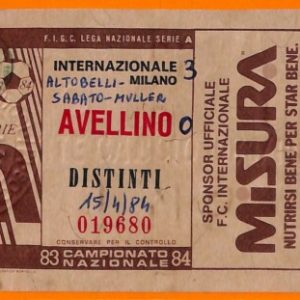 F.I.G.C. LEGA NAZIONALE SERIE A
INTERNAZIONALE 3
MILANO
ALTOBELLI-
SABATO-MULLER
AVELLINO 0
DISTINTI
15/4/84
019680
CONSERVARE PER IL CONTROLLO
83 CAMPIONATO 84
NAZIONALE
84
SPONSOR UFFICIALE
F.C. INTERNAZIONALE
MISURA
NUTRIRSI BENE PER STAR BENE.